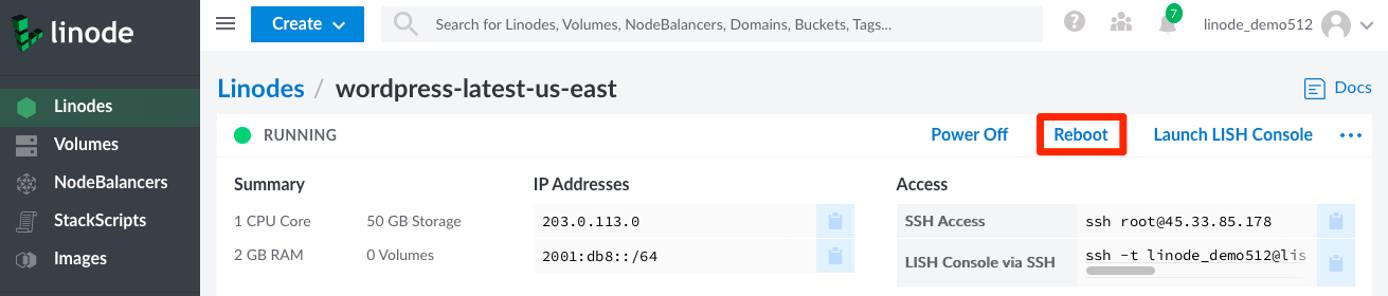 linode
Create
Search for Linodes, Volumes, NodeBalancers, Domains, Buckets, Tags...
?
7
linode_demo512
Linodes
Volumes
NodeBalancers
StackScripts
Images
Linodes / wordpress-latest-us-east
Docs
RUNNING
Power Off
Reboot
Launch LISH Console
...
Summary
1 CPU Core
50 GB Storage
2 GB RAM
0 Volumes
IP Addresses
203.0.113.0
2001:db8::/64
Access
SSH Access
ssh root@45.33.85.178
LISH Console via SSH
ssh -t linode_demo512@lis